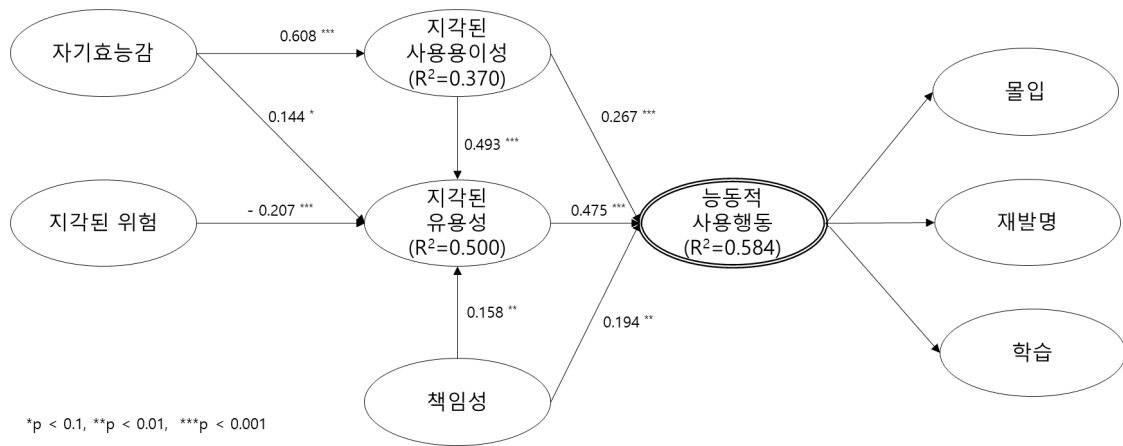 자기효능감
0.608 ***
지각된
사용용이성
(R²=0.370)
0.144 *
0.493 ***
0.267 ***
지각된 위험
- 0.207 ***
지각된
유용성
(R²=0.500)
0.475 ***
능동적
사용행동
(R²=0.584)
몰입
재발명
학습
0.158 **
0.194 **
책임성
*p < 0.1, **p < 0.01, ***p < 0.001